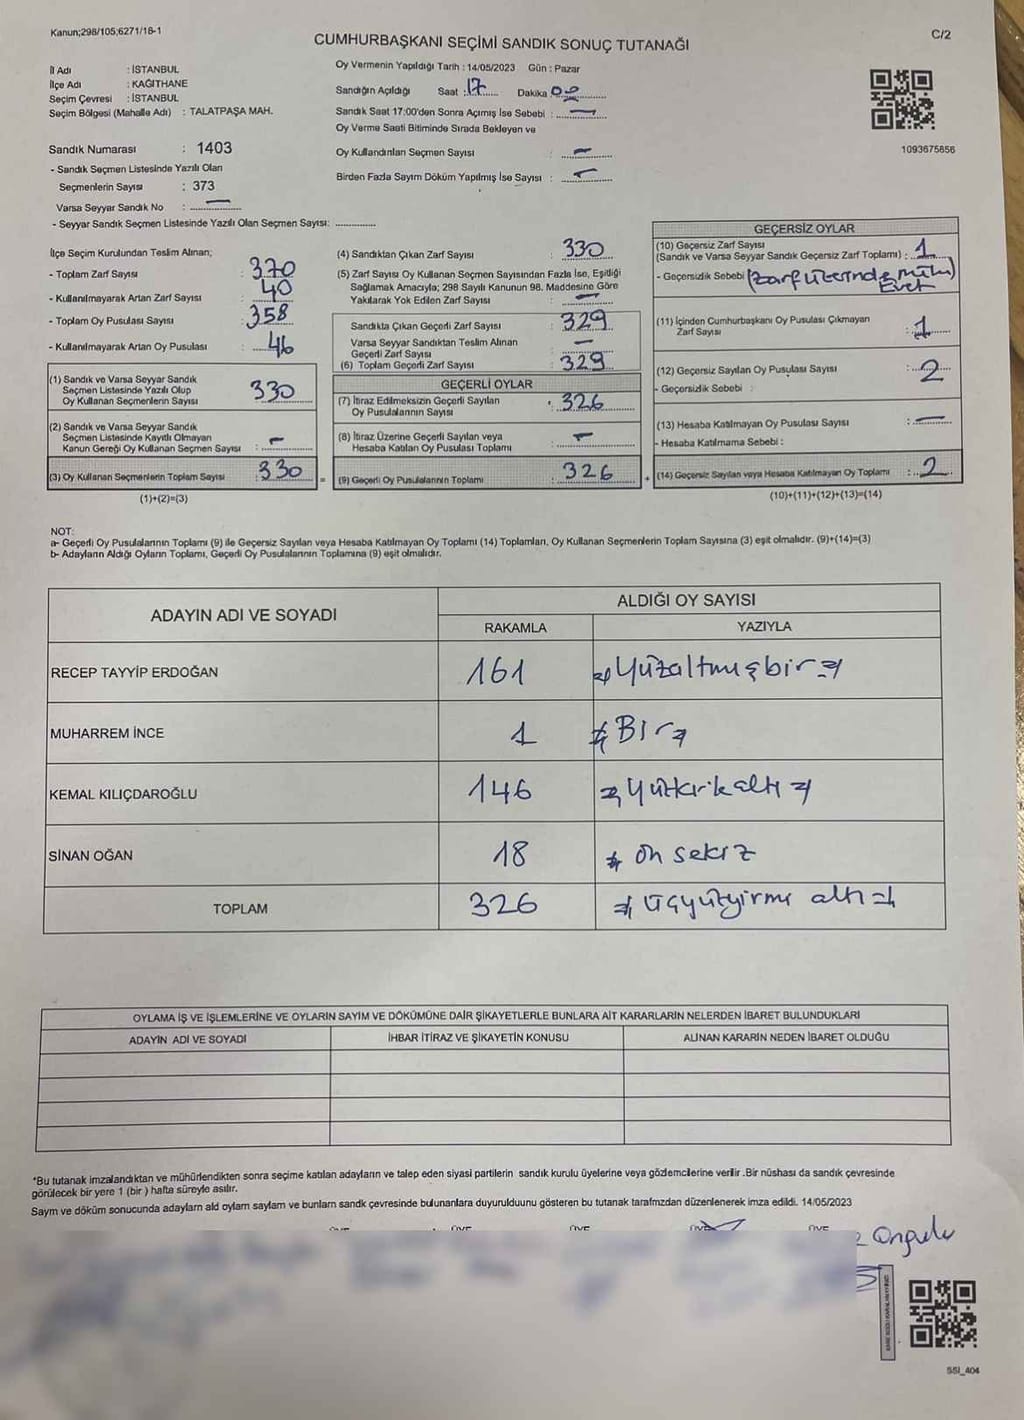 Kanun;298/105;6271/18-1
C/2
CUMHURBAŞKANI SEÇİMİ SANDIK SONUÇ TUTANAĞI
İl Adı : İSTANBUL
İlçe Adı : KAĞITHANE
Seçim Çevresi : İSTANBUL
Seçim Bölgesi (Mahalle Adı) : TALATPAŞA MAH.
Sandık Numarası : 1403
- Sandık Seçmen Listesinde Yazılı Olan
Seçmenlerin Sayısı : 373
Varsa Seyyar Sandık No : —
- Seyyar Sandık Seçmen Listesinde Yazılı Olan Seçmen Sayısı: ..............
Oy Vermenin Yapıldığı Tarih : 14/05/2023 Gün : Pazar
Sandığın Açıldığı Saat : 17 Dakika 00
Sandık Saat 17:00'den Sonra Açımış İse Sebebi : —
Oy Verme Saati Bitiminde Sırada Bekleyen ve
Oy Kullandırılan Seçmen Sayısı : —
Birden Fazla Sayım Döküm Yapılmış İse Sayısı : —
1093675656
İlçe Seçim Kurulundan Teslim Alınan;
- Toplam Zarf Sayısı : 370
- Kullanılmayarak Artan Zarf Sayısı : 40
- Toplam Oy Pusulası Sayısı : 358
- Kullanılmayarak Artan Oy Pusulası : 46
(1) Sandık ve Varsa Seyyar Sandık
Seçmen Listesinde Yazılı Olup
Oy Kullanan Seçmenlerin Sayısı 330
(2) Sandık ve Varsa Seyyar Sandık
Seçmen Listesinde Kayıtlı Olmayan
Kanun Gereği Oy Kullanan Seçmen Sayısı : —
(3) Oy Kullanan Seçmenlerin Toplam Sayısı : 330
(1)+(2)=(3)
(4) Sandıktan Çıkan Zarf Sayısı : 330
(5) Zarf Sayısı Oy Kullanan Seçmen Sayısından Fazla İse, Eşitliği
Sağlamak Amacıyla; 298 Sayılı Kanunun 98. Maddesine Göre
Yakılarak Yok Edilen Zarf Sayısı : —
Sandıkta Çıkan Geçerli Zarf Sayısı : 329
Varsa Seyyar Sandıktan Teslim Alınan
Geçerli Zarf Sayısı : —
(6) Toplam Geçerli Zarf Sayısı : 329
GEÇERLİ OYLAR
(7) İtiraz Edilmeksizin Geçerli Sayılan
Oy Pusulalarının Sayısı : 326
(8) İtiraz Üzerine Geçerli Sayılan veya
Hesaba Katılan Oy Pusulası Toplamı : —
(9) Geçerli Oy Pusulalarının Toplamı : 326
GEÇERSİZ OYLAR
(10) Geçersiz Zarf Sayısı
(Sandık ve Varsa Seyyar Sandık Geçersiz Zarf Toplamı) : 1
- Geçersizlik Sebebi : (zarf üzerinde mühü)
Evet
(11) İçinden Cumhurbaşkanı Oy Pusulası Çıkmayan
Zarf Sayısı : 1
(12) Geçersiz Sayılan Oy Pusulası Sayısı : 2
- Geçersizlik Sebebi :
(13) Hesaba Katılmayan Oy Pusulası Sayısı : —
- Hesaba Katılmama Sebebi :
(14) Geçersiz Sayılan veya Hesaba Katılmayan Oy Toplamı : 2
(10)+(11)+(12)+(13)=(14)
NOT:
a- Geçerli Oy Pusulalarının Toplamı (9) ile Geçersiz Sayılan veya Hesaba Katılmayan Oy Toplamı (14) Toplamları, Oy Kullanan Seçmenlerin Toplam Sayısına (3) eşit olmalıdır. (9)+(14)=(3)
b- Adayların Aldığı Oyların Toplamı, Geçerli Oy Pusulalarının Toplamına (9) eşit olmalıdır.
ADAYIN ADI VE SOYADI ALDIĞI OY SAYISI
RAKAMLA YAZIYLA
RECEP TAYYİP ERDOĞAN 161 Yüzaltmışbir
MUHARREM İNCE 1 Bir
KEMAL KILIÇDAROĞLU 146 Yüzkırkaltı
SİNAN OĞAN 18 on sekiz
TOPLAM 326 üçyüzyirmi altı
OYLAMA İŞ VE İŞLEMLERİNE VE OYLARIN SAYIM VE DÖKÜMÜNE DAİR ŞİKAYETLERLE BUNLARA AİT KARARLARIN NELERDEN İBARET BULUNDUKLARI
ADAYIN ADI VE SOYADI İHBAR İTİRAZ VE ŞİKAYETİN KONUSU ALINAN KARARIN NEDEN İBARET OLDUĞU
*Bu tutanak imzalandıktan ve mühürlendikten sonra seçime katılan adayların ve talep eden siyasi partilerin sandık kurulu üyelerine veya gözlemcilerine verilir .Bir nüshası da sandık çevresinde
görülecek bir yere 1 (bir ) hafta süreyle asılır.
Sayım ve döküm sonucunda adayların ald oyların sayları ve bunların sandk çevresinde bulunanlara duyurulduunu gösteren bu tutanak tarafmzdan düzenlenerek imza edildi. 14/05/2023
ÜYE ÜYE ÜYE ÜYE
SSI_404